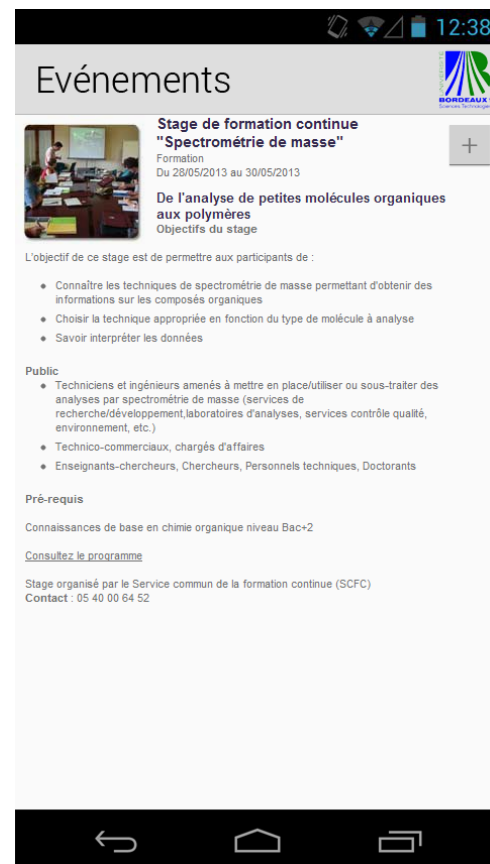 12:38
Evénements
UNIVERSITÉ
BORDEAUX
Sciences Technologies
Stage de formation continue
"Spectrométrie de masse"
Formation
Du 28/05/2013 au 30/05/2013
+
De l'analyse de petites molécules organiques
aux polymères
Objectifs du stage
L'objectif de ce stage est de permettre aux participants de :
• Connaître les techniques de spectrométrie de masse permettant d'obtenir des
informations sur les composés organiques
• Choisir la technique appropriée en fonction du type de molécule à analyse
• Savoir interpréter les données
Public
• Techniciens et ingénieurs amenés à mettre en place/utiliser ou sous-traiter des
analyses par spectrométrie de masse (services de
recherche/développement,laboratoires d'analyses, services contrôle qualité,
environnement, etc.)
• Technico-commerciaux, chargés d'affaires
• Enseignants-chercheurs, Chercheurs, Personnels techniques, Doctorants
Pré-requis
Connaissances de base en chimie organique niveau Bac+2
Consultez le programme
Stage organisé par le Service commun de la formation continue (SCFC)
Contact : 05 40 00 64 52